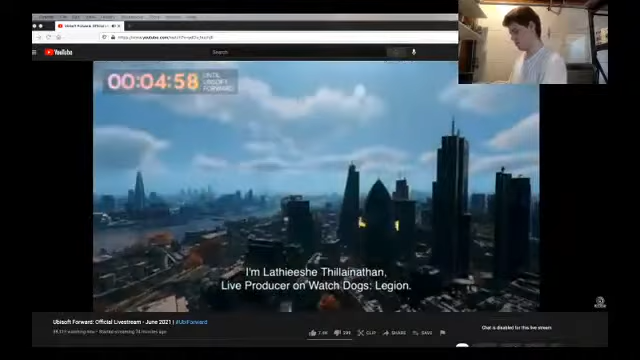 YouTube
Search
00:04:58 UNTIL
UBISOFT
FORWARD
I'm Lathieeshe Thillainathan,
Live Producer on Watch Dogs: Legion.
Ubisoft Forward: Official Livestream - June 2021 | #UbiForward
CLIP SHARE SAVE
Chat is disabled for this live stream